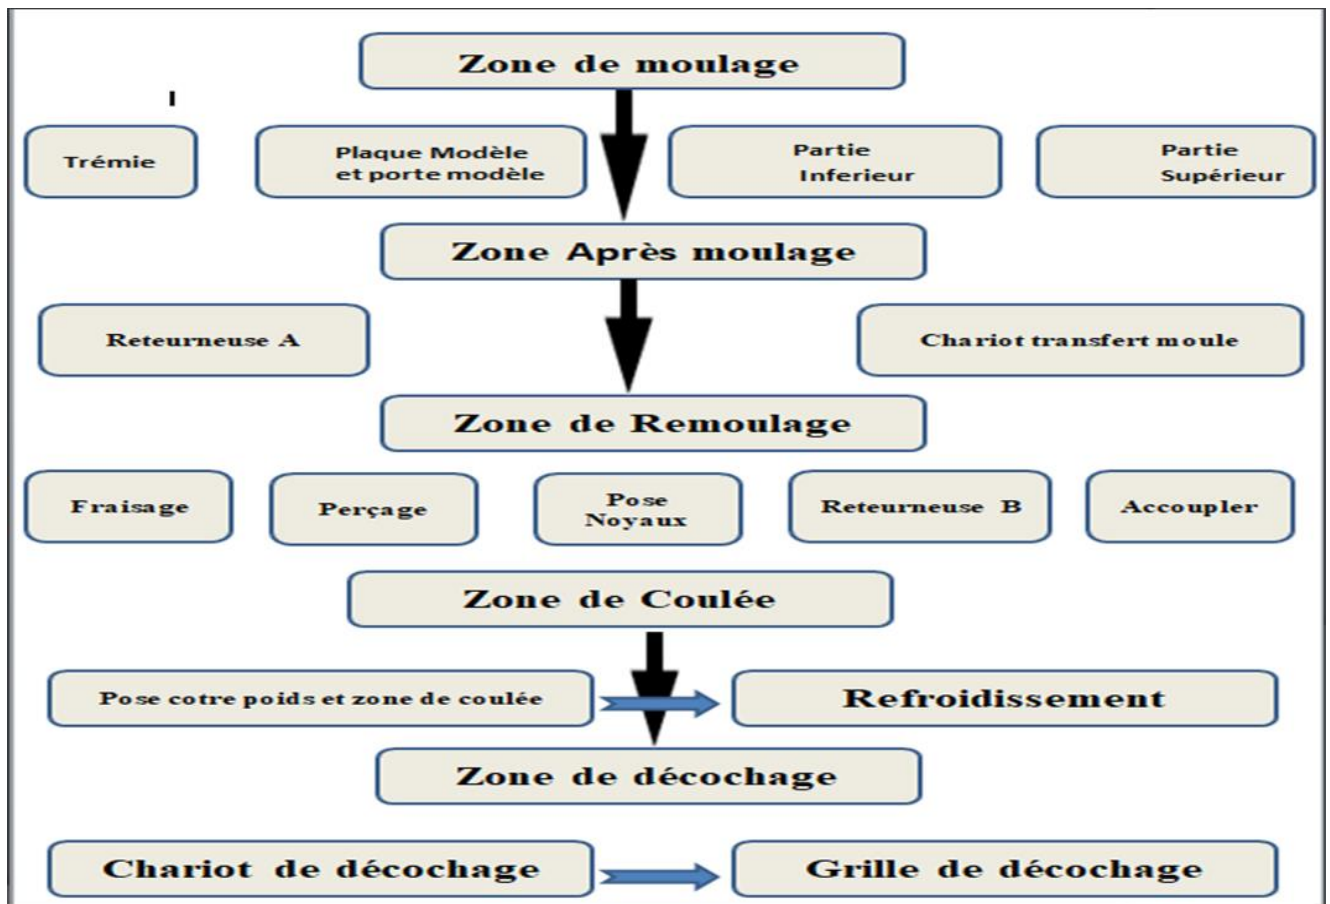 Zone de moulage
I
Trémie
Plaque Modèle
et porte modèle
Partie
Inferieur
Partie
Supérieur
Zone Après moulage
Reteurneuse A
Chariot transfert moule
Zone de Remoulage
Fraisage
Perçage
Pose
Noyaux
Reteurneuse B
Accoupler
Zone de Coulée
Pose cotre poids et zone de coulée
Refroidissement
Zone de décochage
Chariot de décochage
Grille de décochage